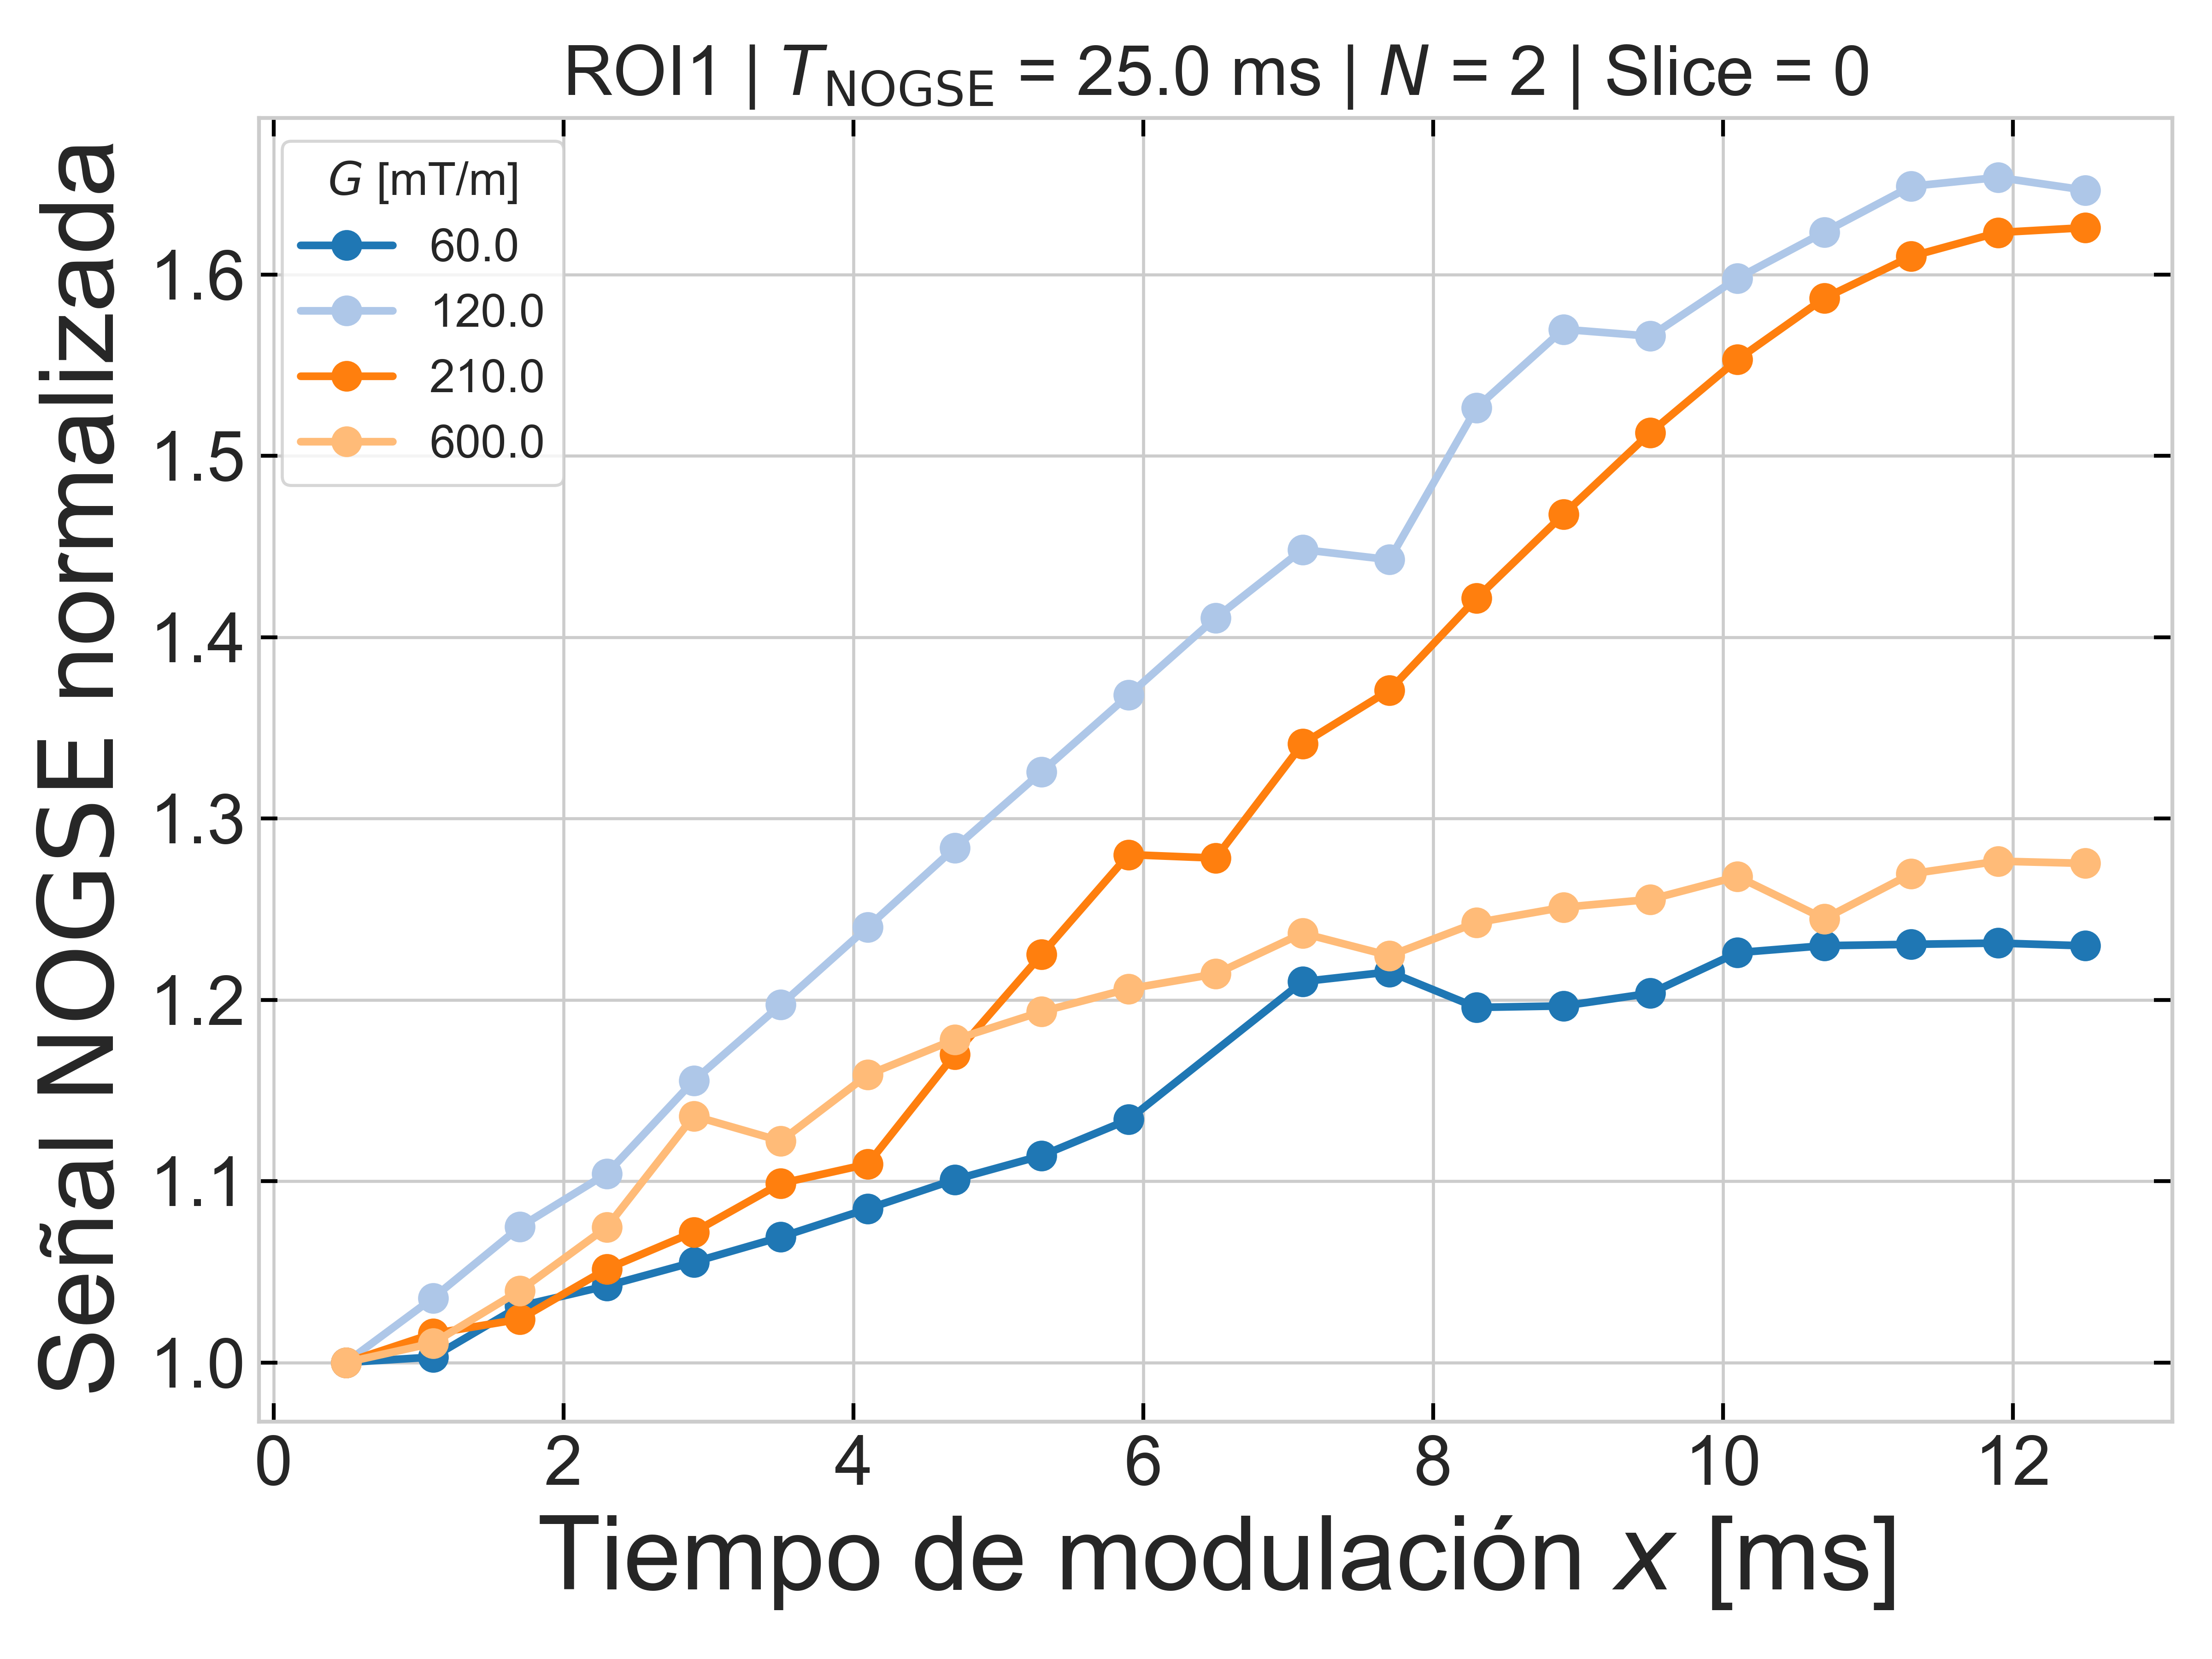 ROI1 | T_NOGSE = 25.0 ms | N = 2 | Slice = 0
Señal NOGSE normalizada
G [mT/m]
60.0
120.0
210.0
600.0
1.6
1.5
1.4
1.3
1.2
1.1
1.0
0 2 4 6 8 10 12
Tiempo de modulación x [ms]